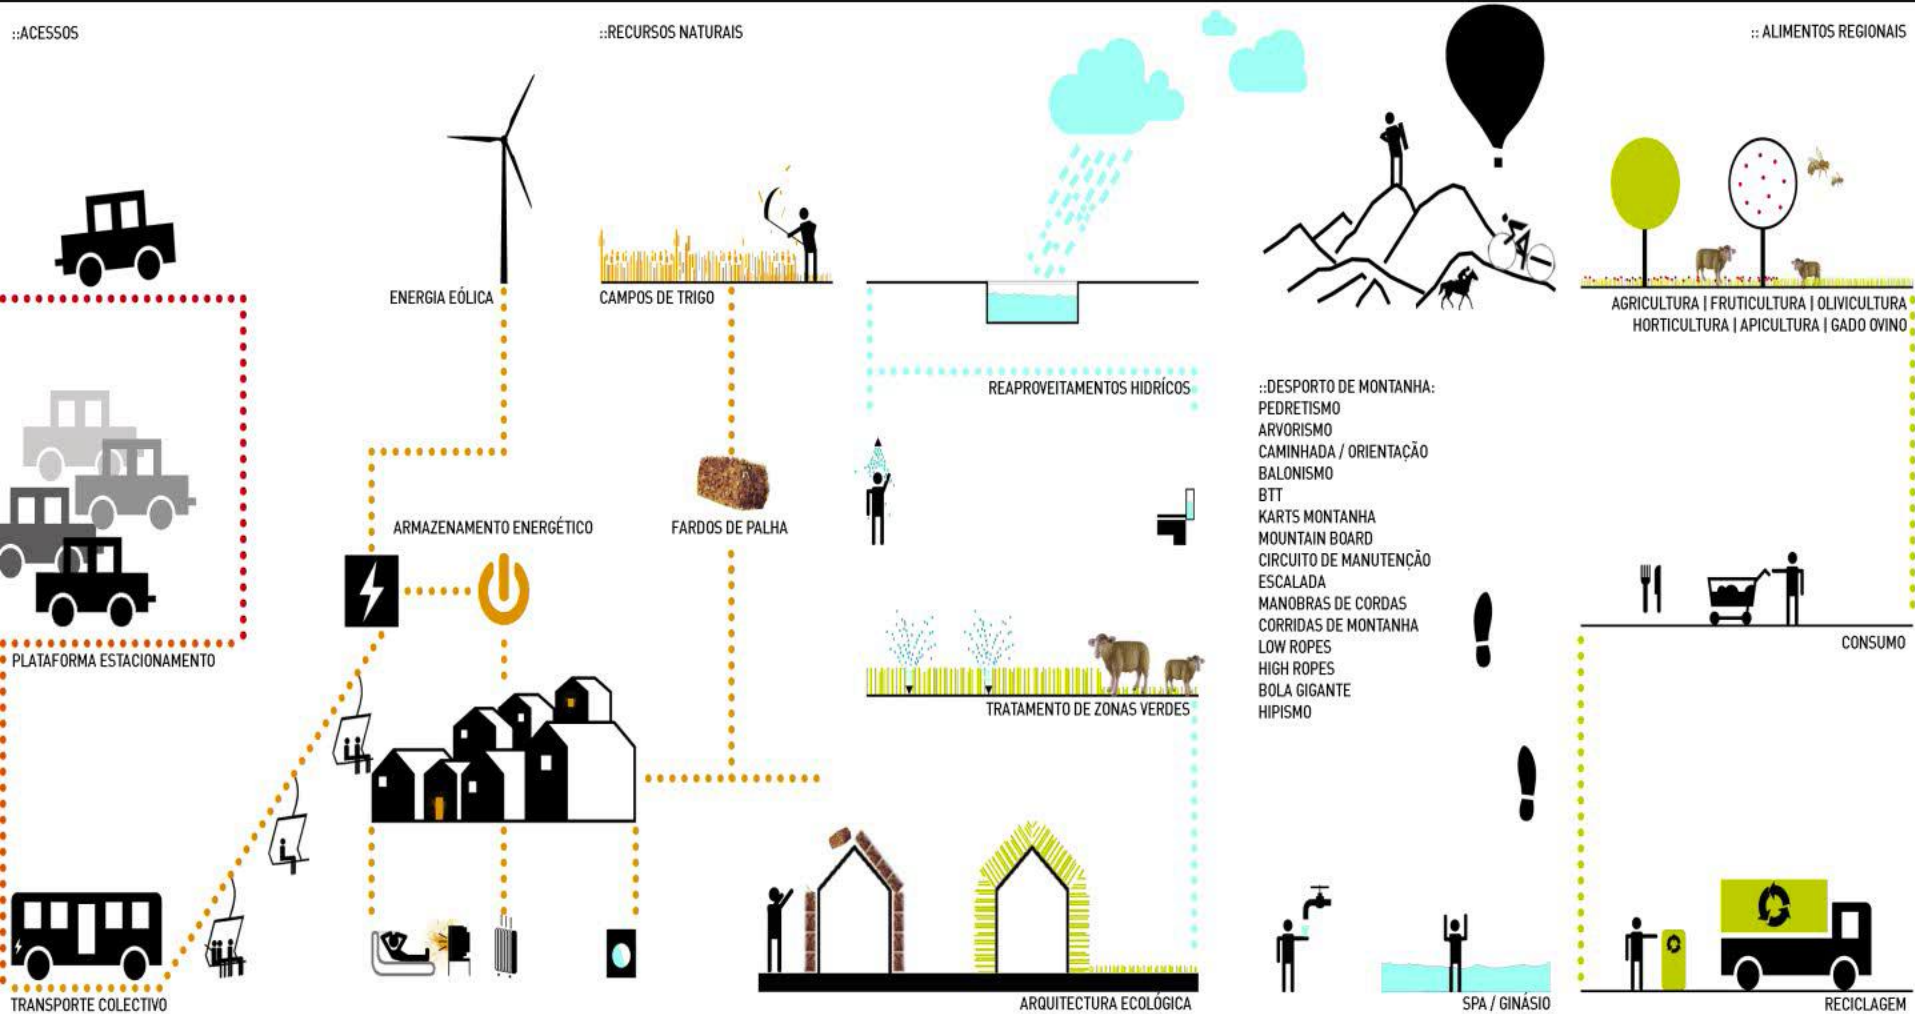 ::ACESSOS
::RECURSOS NATURAIS
:: ALIMENTOS REGIONAIS
ENERGIA EÓLICA
CAMPOS DE TRIGO
AGRICULTURA | FRUTICULTURA | OLIVICULTURA
HORTICULTURA | APICULTURA | GADO OVINO
REAPROVEITAMENTOS HIDRÍCOS
::DESPORTO DE MONTANHA:
PEDRETISMO
ARVORISMO
CAMINHADA / ORIENTAÇÃO
BALONISMO
BTT
KARTS MONTANHA
MOUNTAIN BOARD
CIRCUITO DE MANUTENÇÃO
ESCALADA
MANOBRAS DE CORDAS
CORRIDAS DE MONTANHA
LOW ROPES
HIGH ROPES
BOLA GIGANTE
HIPISMO
ARMAZENAMENTO ENERGÉTICO
FARDOS DE PALHA
CONSUMO
PLATAFORMA ESTACIONAMENTO
TRATAMENTO DE ZONAS VERDES
TRANSPORTE COLECTIVO
ARQUITECTURA ECOLÓGICA
SPA / GINÁSIO
RECICLAGEM